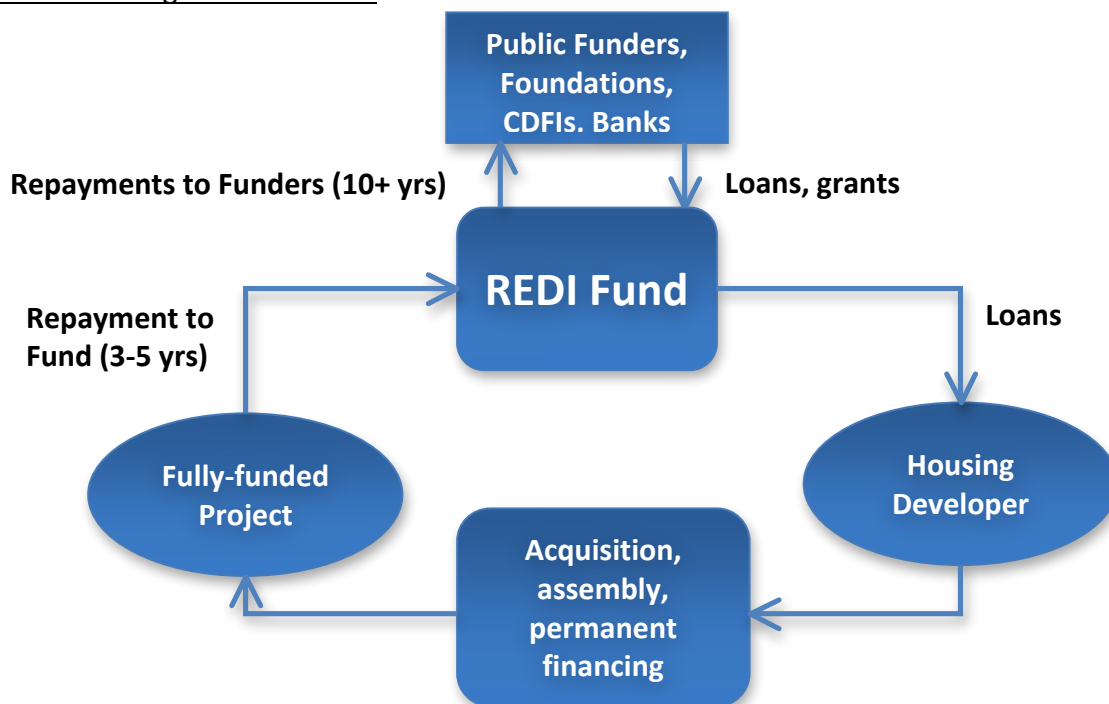 Public Funders,
Foundations,
CDFIs. Banks
Repayments to Funders (10+ yrs)
Loans, grants
REDI Fund
Repayment to
Fund (3-5 yrs)
Loans
Fully-funded
Project
Housing
Developer
Acquisition,
assembly,
permanent
financing